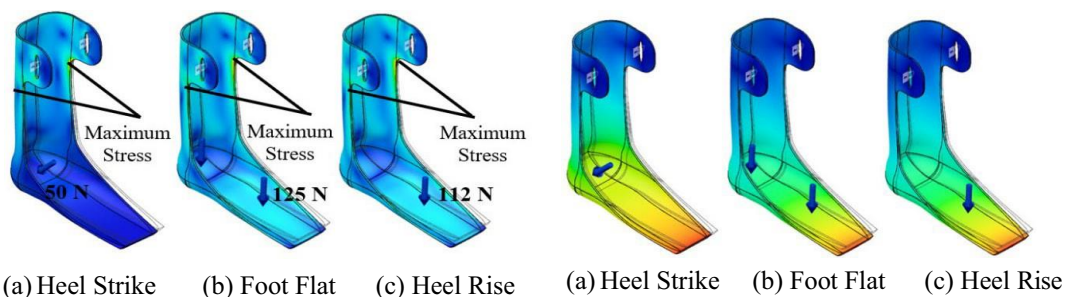 Maximum
Stress
50 N
Maximum
Stress
125 N
Maximum
Stress
112 N
(a) Heel Strike
(b) Foot Flat
(c) Heel Rise
(a) Heel Strike
(b) Foot Flat
(c) Heel Rise